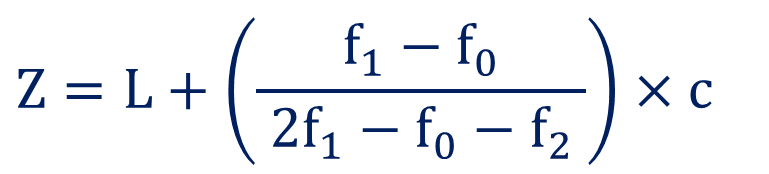 Z = L + ( (f₁ − f₀) / (2f₁ − f₀ − f₂) ) × c